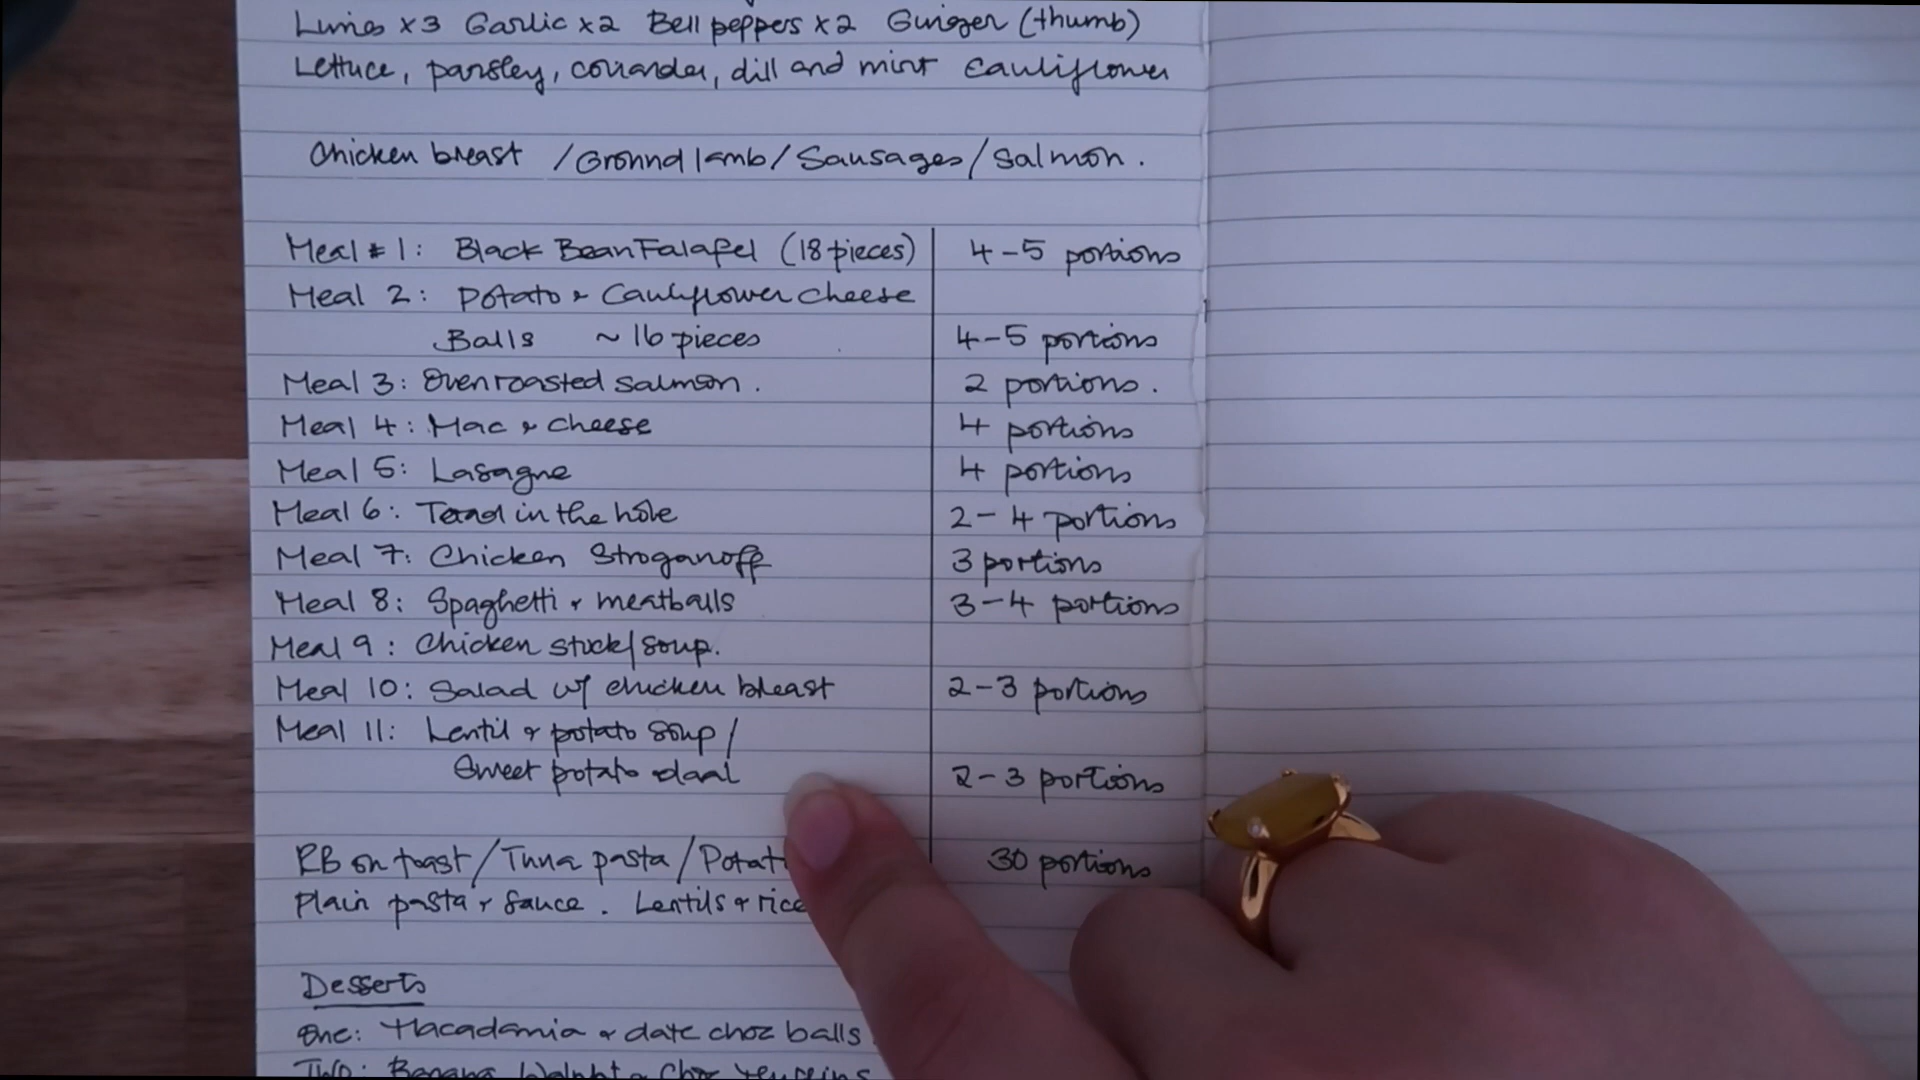 Limes x3 Garlic x2 Bell peppers x2 Ginger (thumb)
Lettuce, parsley, coriander, dill and mint cauliflower
Chicken breast / Ground lamb / Sausages / Salmon.
Meal #1: Black Bean Falafel (18 pieces) 4-5 portions
Meal 2: Potato & Cauliflower cheese
Balls ~16 pieces 4-5 portions
Meal 3: Oven roasted salmon. 2 portions.
Meal 4: Mac & cheese 4 portions
Meal 5: Lasagne 4 portions
Meal 6: Toad in the hole 2-4 portions
Meal 7: Chicken Stroganoff 3 portions
Meal 8: Spaghetti & meatballs 3-4 portions
Meal 9: Chicken stock/soup.
Meal 10: Salad w/ chicken breast 2-3 portions
Meal 11: Lentil & potato soup/
Sweet potato daal 2-3 portions
RB on toast / Tuna pasta / Potat 30 portions
Plain pasta & sauce. Lentils & rice
Desserts
One: Macadamia & date choc balls
Two: Banana Walnut & Choc